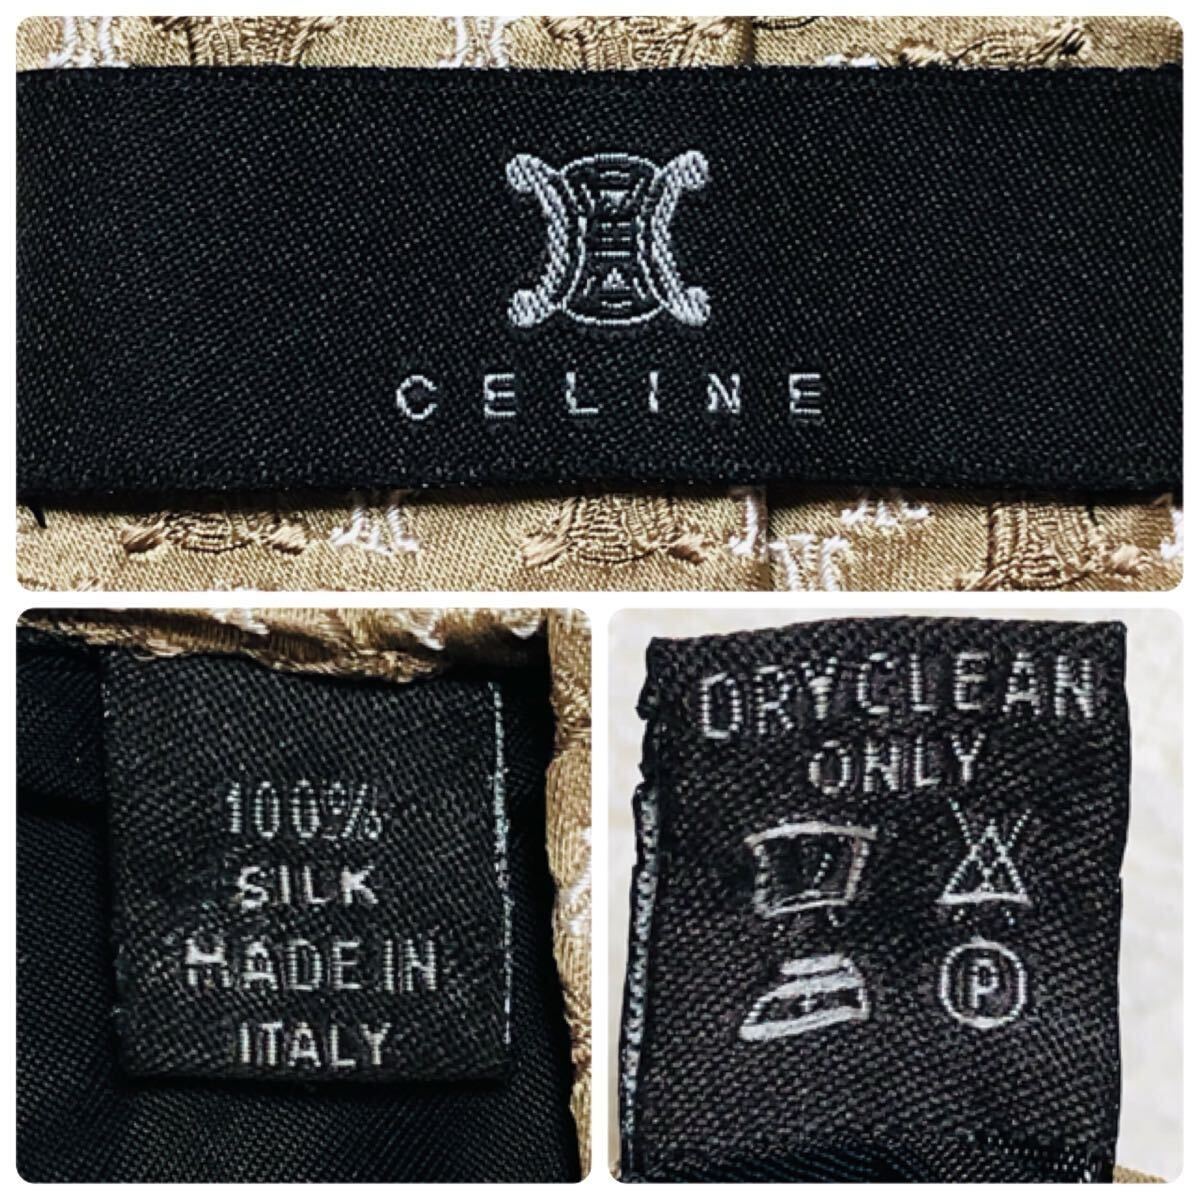 CELINE
100%
SILK
MADE IN
ITALY
DRYCLEAN
ONLY
P